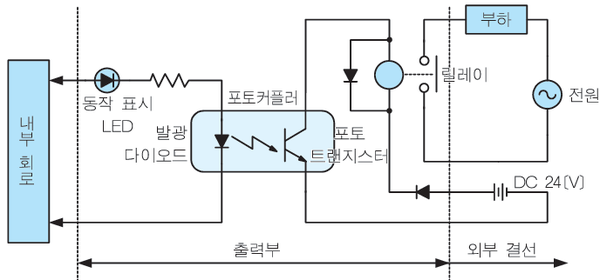 부하
릴레이
전원
동작 표시
LED
포토커플러
내부 회로
발광
다이오드
포토
트랜지스터
DC 24[V]
출력부
외부 결선